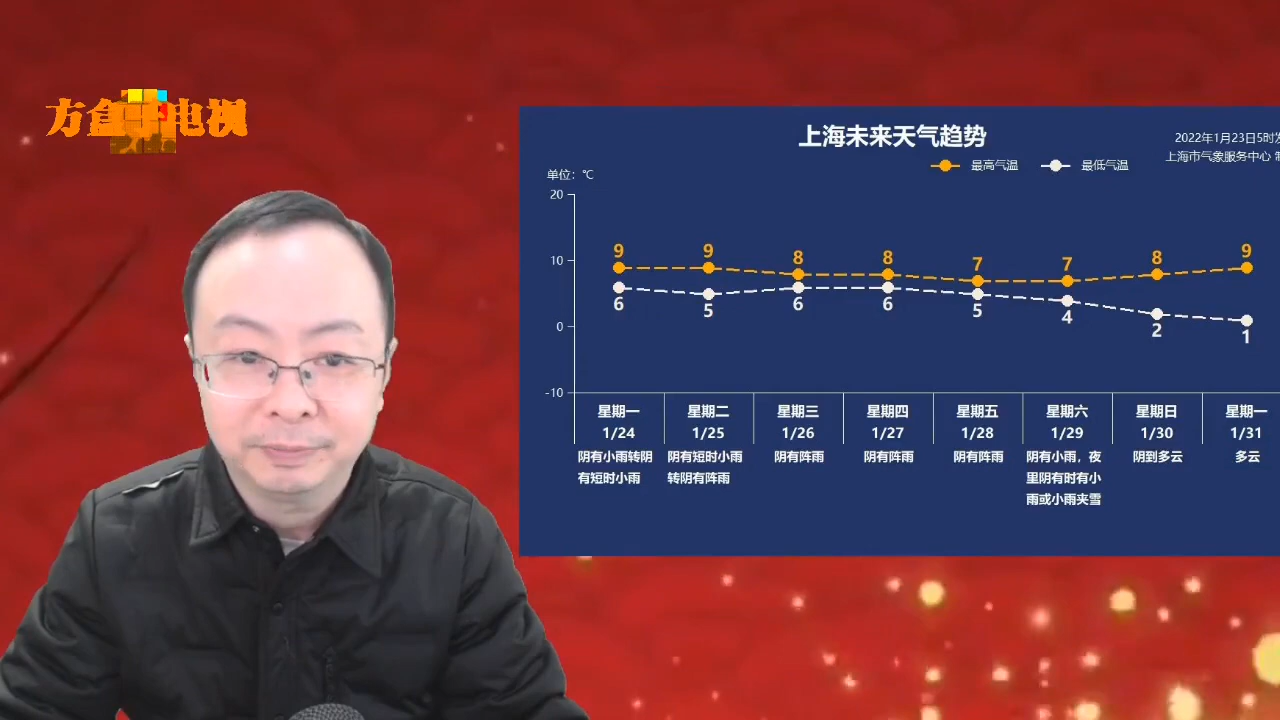 方盒子电视
上海未来天气趋势
2022年1月23日5时发
上海市气象服务中心 制
最高气温 最低气温
单位：℃
20
10
0
-10
9 9 8 8 7 7 8 9
6 5 6 6 5 4 2 1
星期一 星期二 星期三 星期四 星期五 星期六 星期日 星期一
1/24 1/25 1/26 1/27 1/28 1/29 1/30 1/31
阴有小雨转阴 阴有短时小雨 阴有阵雨 阴有阵雨 阴有阵雨 阴有小雨，夜 阴到多云 多云
有短时小雨 转阴有阵雨 里阴有时有小
雨或小雨夹雪